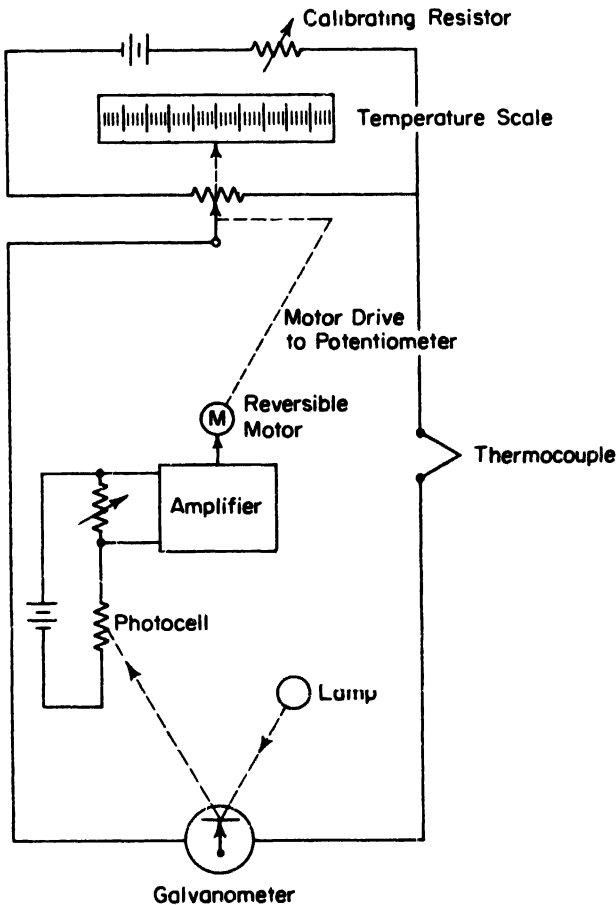 Calibrating Resistor
Temperature Scale
Motor Drive
to Potentiometer
M
Reversible
Motor
Thermocouple
Amplifier
Photocell
Lamp
Galvanometer